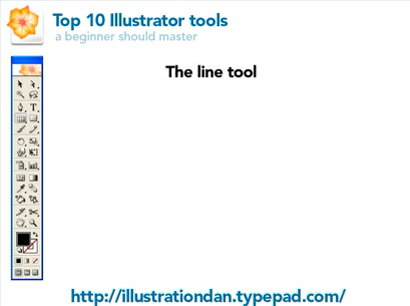 Top 10 Illustrator tools
a beginner should master
The line tool
T
http://illustrationdan.typepad.com/